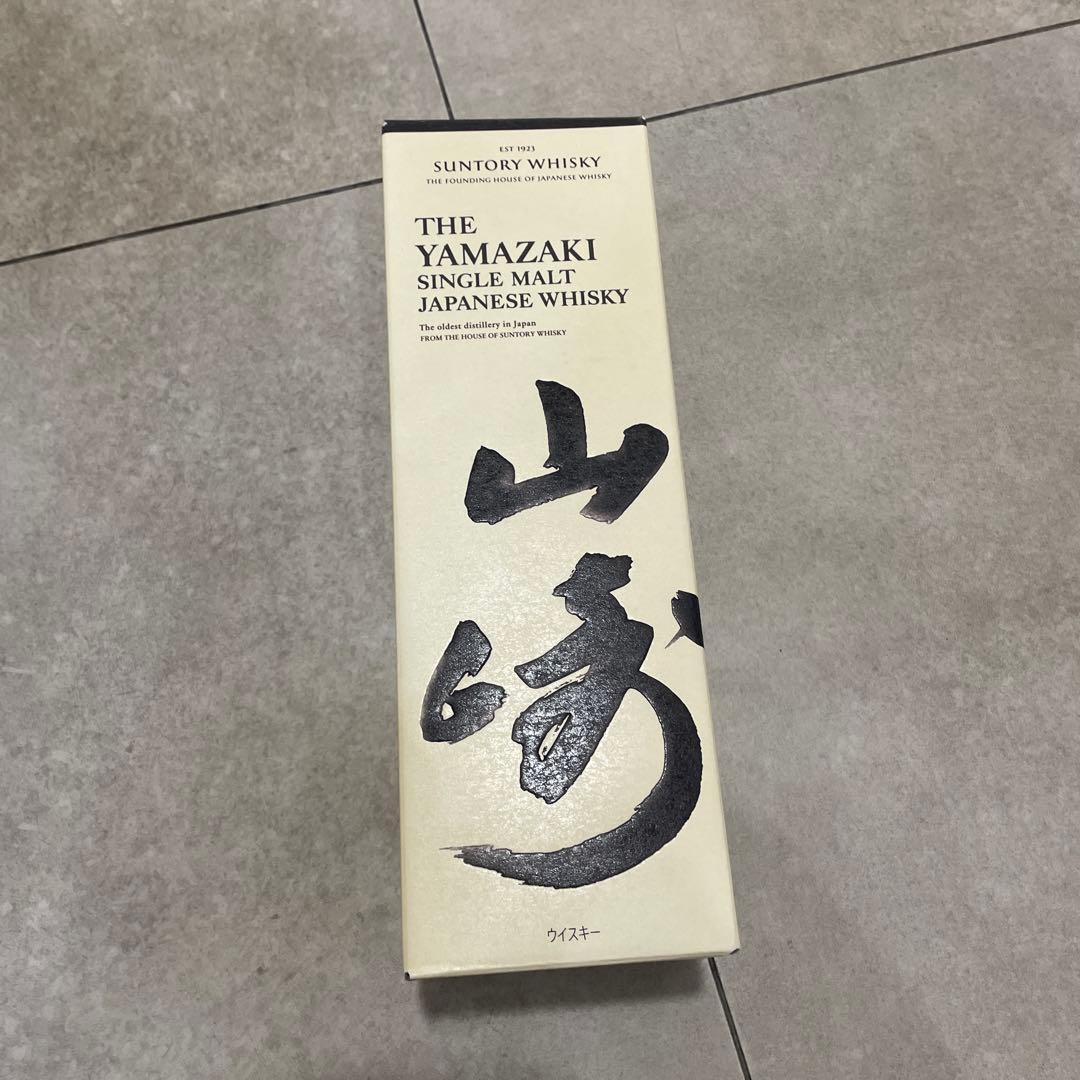 EST 1923
SUNTORY WHISKY
THE FOUNDING HOUSE OF JAPANESE WHISKY
THE
YAMAZAKI
SINGLE MALT
JAPANESE WHISKY
The oldest distillery in Japan
FROM THE HOUSE OF SUNTORY WHISKY
山
崎
ウイスキー